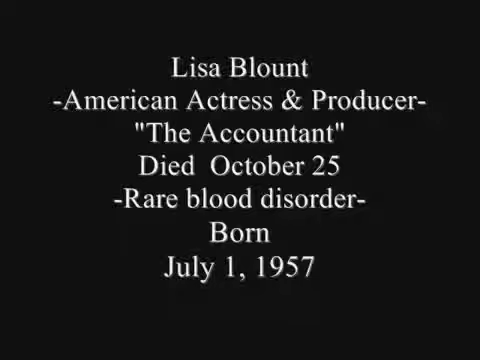 Lisa Blount
-American Actress & Producer-
"The Accountant"
Died  October 25
-Rare blood disorder-
Born
July 1, 1957